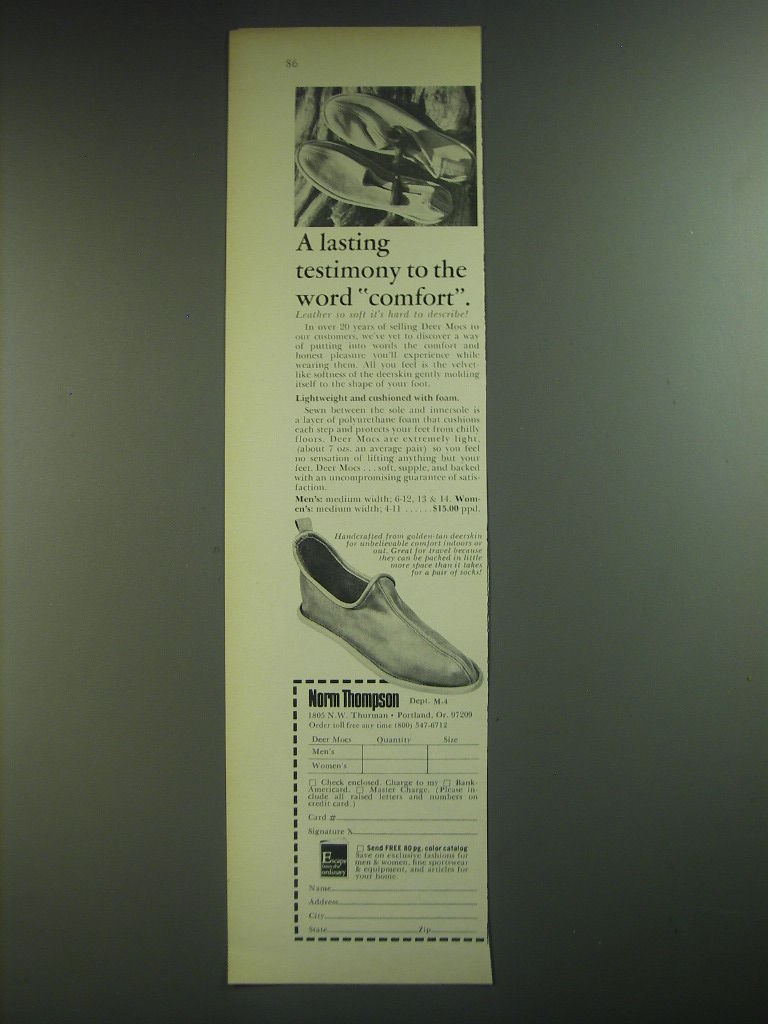 86
A lasting
testimony to the
word "comfort".
Leather so soft it's hard to describe!
In over 20 years of selling Deer Mocs to
our customers, we've yet to discover a way
of putting into words the comfort and
honest pleasure you'll experience while
wearing them. All you feel is the velvet-
like softness of the deerskin gently molding
itself to the shape of your foot.
Lightweight and cushioned with foam.
Sewn between the sole and innersole is
a layer of polyurethane foam that cushions
each step and protects your feet from chilly
floors. Deer Mocs are extremely light,
(about 7 ozs. an average pair) so you feel
no sensation of lifting anything but your
feet. Deer Mocs . . . soft, supple, and backed
with an uncompromising guarantee of satis-
faction.
Men's: medium width; 6-12, 13 & 14. Wom-
en's: medium width; 4-11 . . . . . . $15.00 ppd.
Handcrafted from golden-tan deerskin
for unbelievable comfort indoors or
out. Great for travel because
they can be packed in little
more space than it takes
for a pair of socks!
Norm Thompson Dept. M-4
1805 N.W. Thurman • Portland, Or. 97209
Order toll free any time (800) 547-6712
Deer Mocs Quantity Size
Men's
Women's
□ Check enclosed. Charge to my □ Bank-
Americard. □ Master Charge. (Please in-
clude all raised letters and numbers on
credit card.)
Card #
Signature X
□ Send FREE 80 pg. color catalog
Save on exclusive fashions for
men & women, fine sportswear
& equipment, and articles for
your home.
Escape
from the
ordinary
Name
Address
City
State Zip